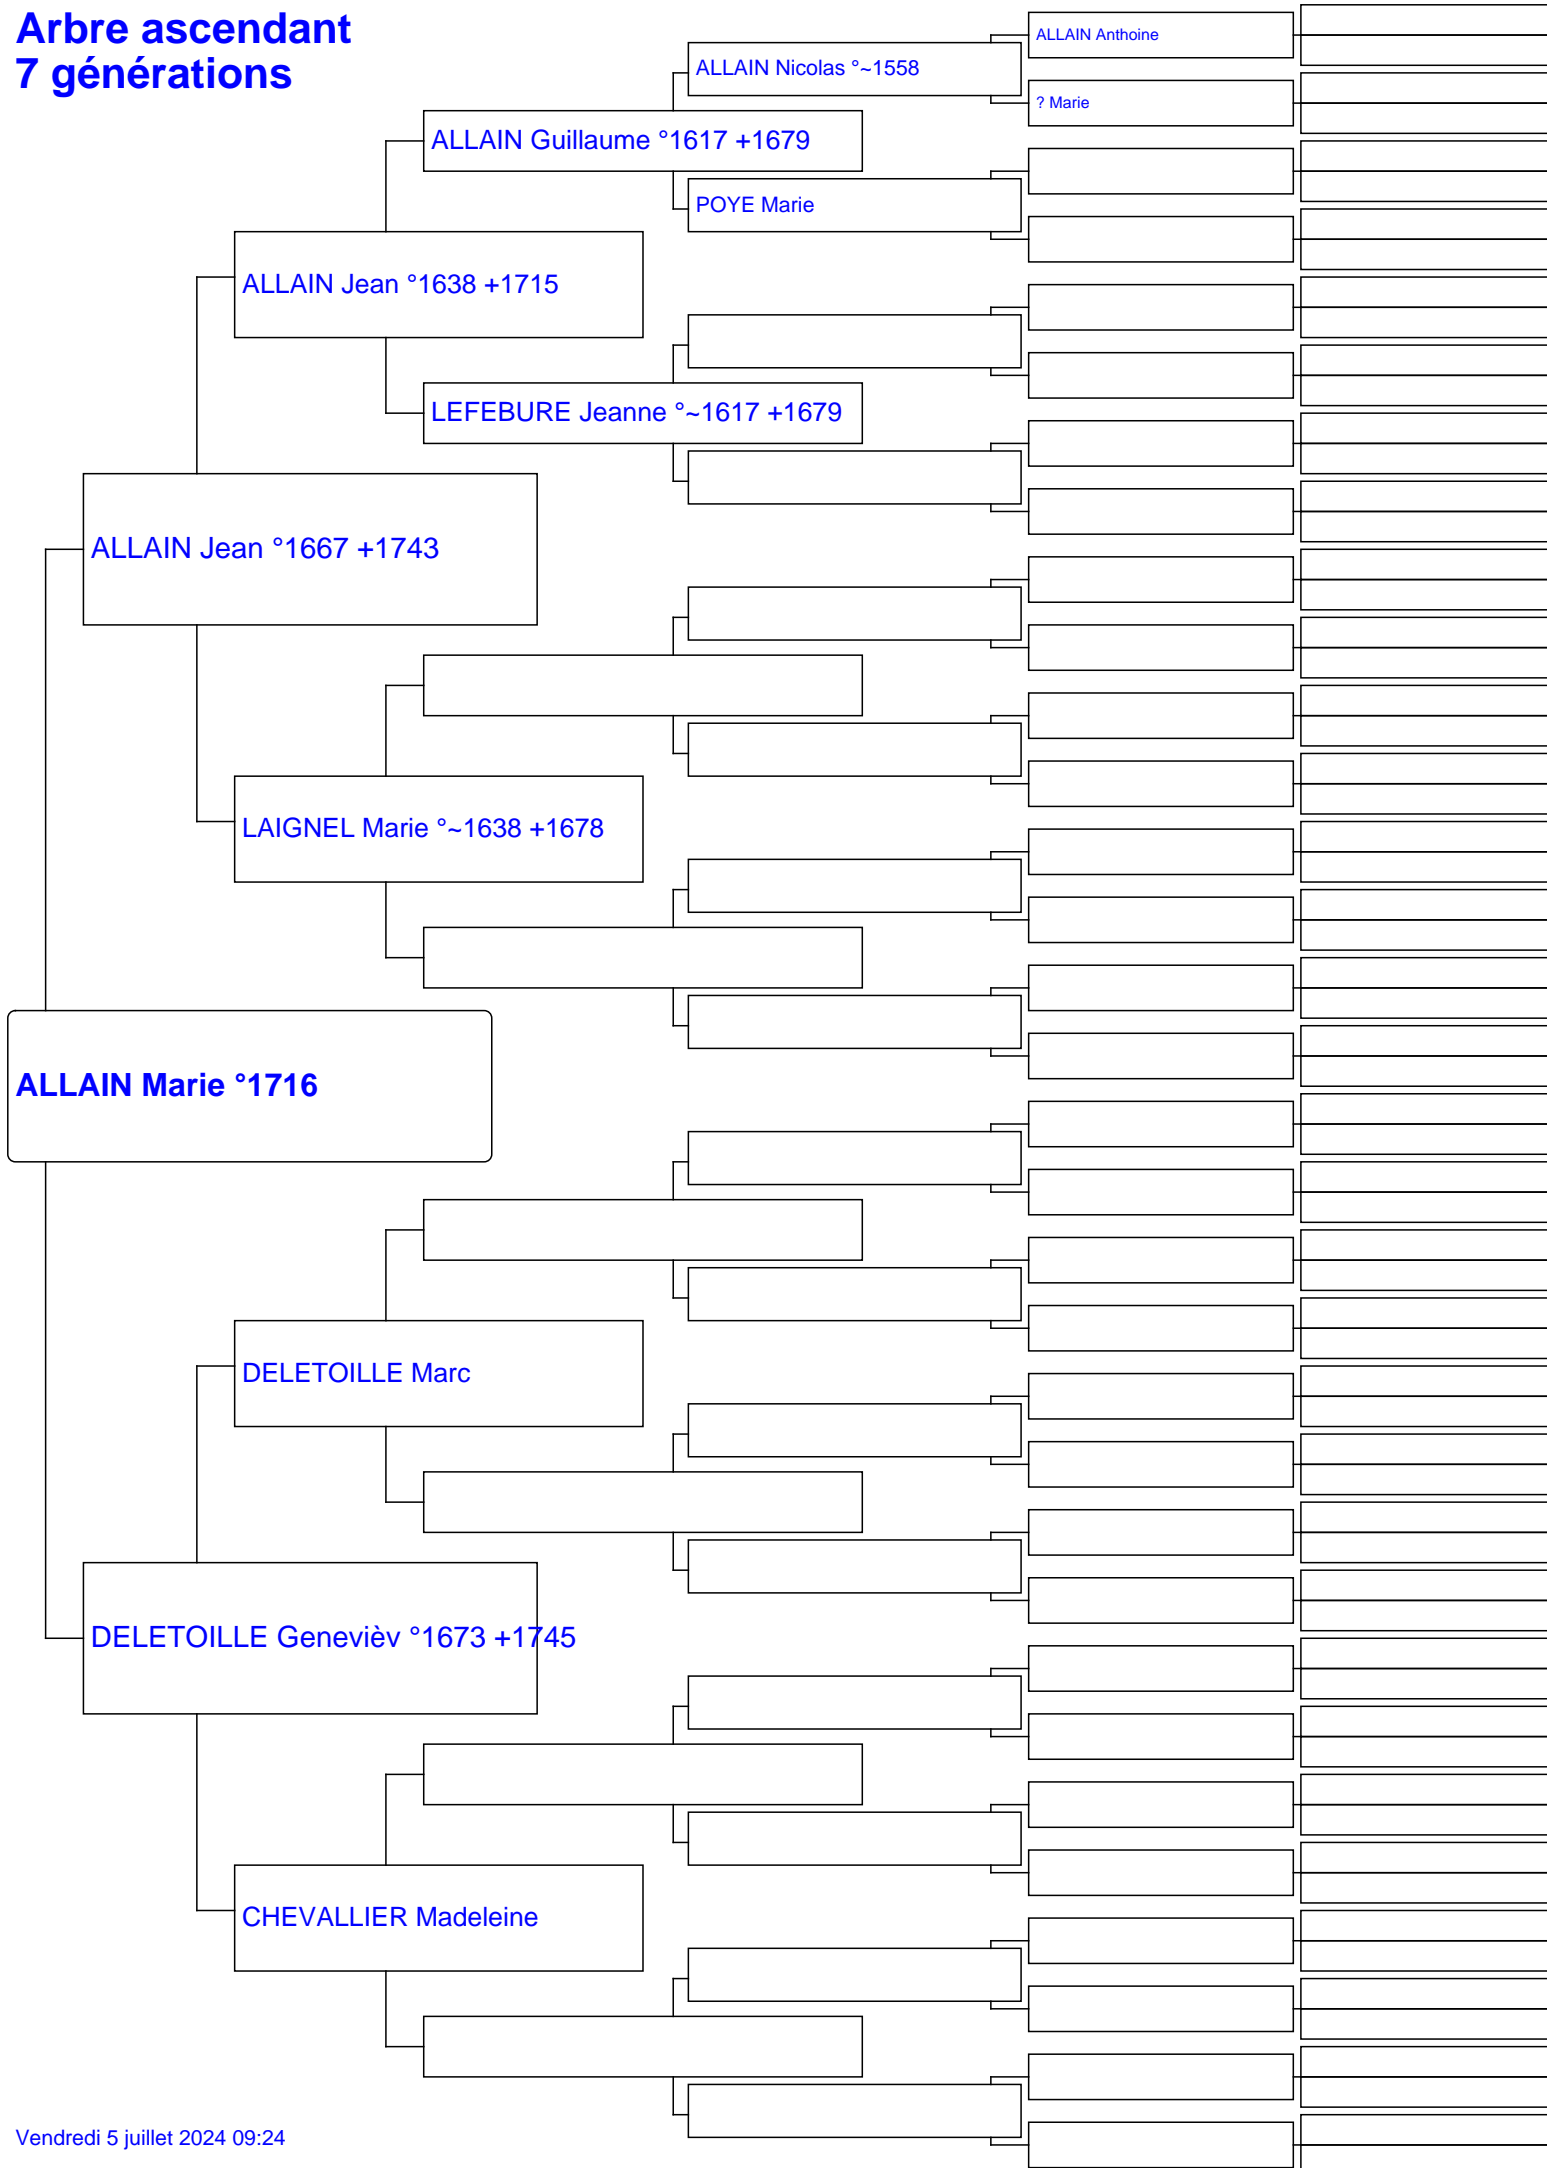 Arbre ascendant
7 générations
ALLAIN Anthoine
ALLAIN Nicolas °~1558
? Marie
ALLAIN Guillaume °1617 +1679
POYE Marie
ALLAIN Jean °1638 +1715
LEFEBURE Jeanne °~1617 +1679
ALLAIN Jean °1667 +1743
LAIGNEL Marie °~1638 +1678
ALLAIN Marie °1716
DELETOILLE Marc
DELETOILLE Genevièv °1673 +1745
CHEVALLIER Madeleine
Vendredi 5 juillet 2024 09:24